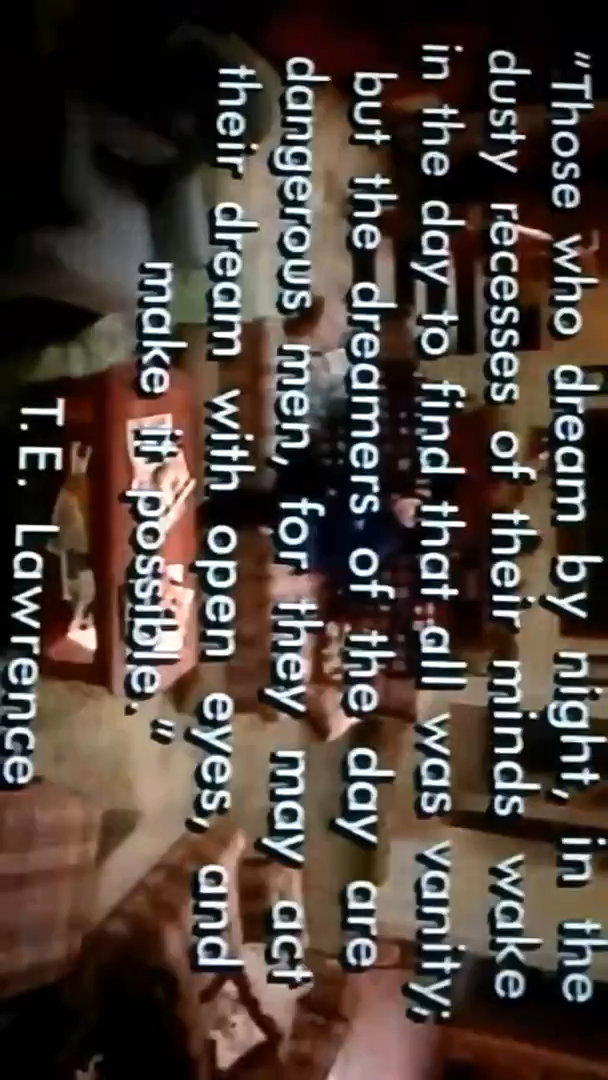 "Those who dream by night, in the
dusty recesses of their minds wake
in the day to find that all was vanity;
but the dreamers of the day are
dangerous men, for they may act
their dream with open eyes, and
make it possible."
T.E. Lawrence